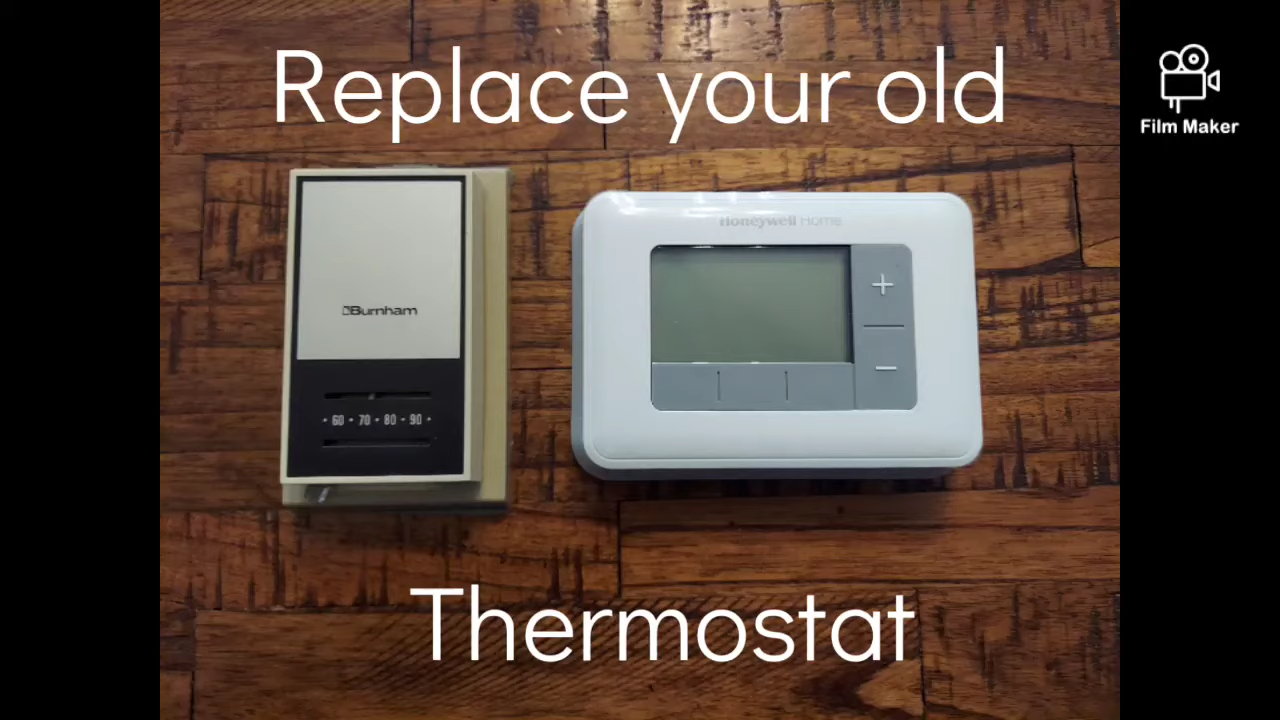 Replace your old
Film Maker
Honeywell Home
Burnham
60 70 80 90
+
−
Thermostat